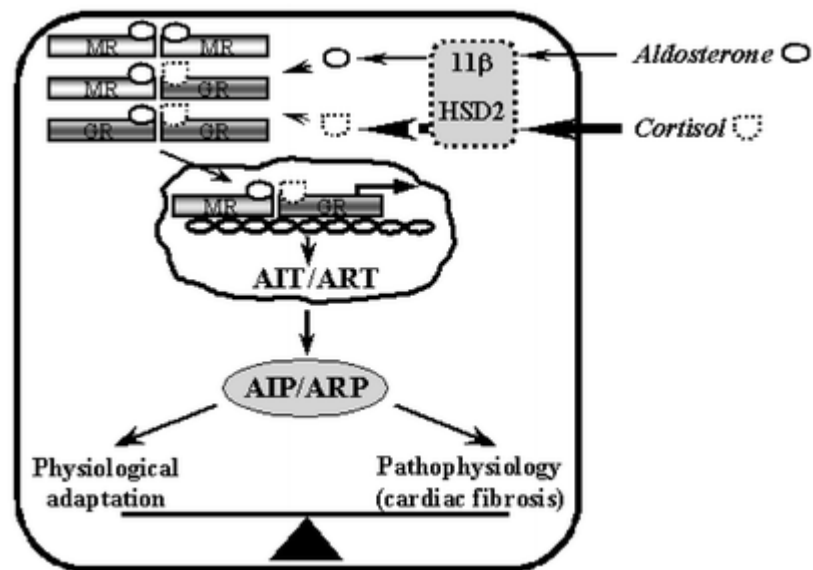 MR MR
11β
Aldosterone
MR GR
HSD2
GR GR
Cortisol
MR GR
AIT/ART
AIP/ARP
Physiological
adaptation
Pathophysiology
(cardiac fibrosis)